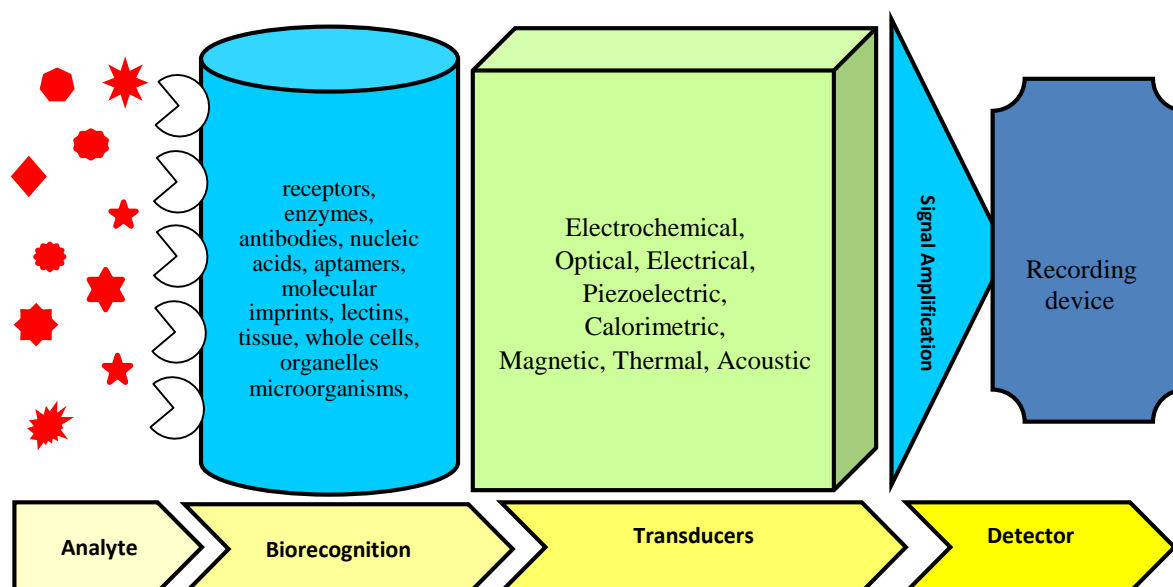 receptors,
enzymes,
antibodies, nucleic
acids, aptamers,
molecular
imprints, lectins,
tissue, whole cells,
organelles
microorganisms,
Electrochemical,
Optical, Electrical,
Piezoelectric,
Calorimetric,
Magnetic, Thermal, Acoustic
Signal Amplification
Recording
device
Analyte
Biorecognition
Transducers
Detector